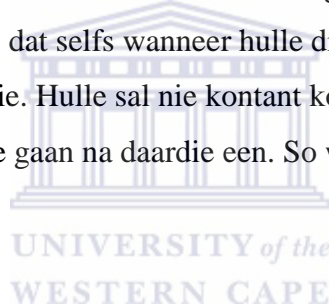 dat selfs wanneer hulle di
ie. Hulle sal nie kontant k
e gaan na daardie een. So
UNIVERSITY of the
WESTERN CAPE